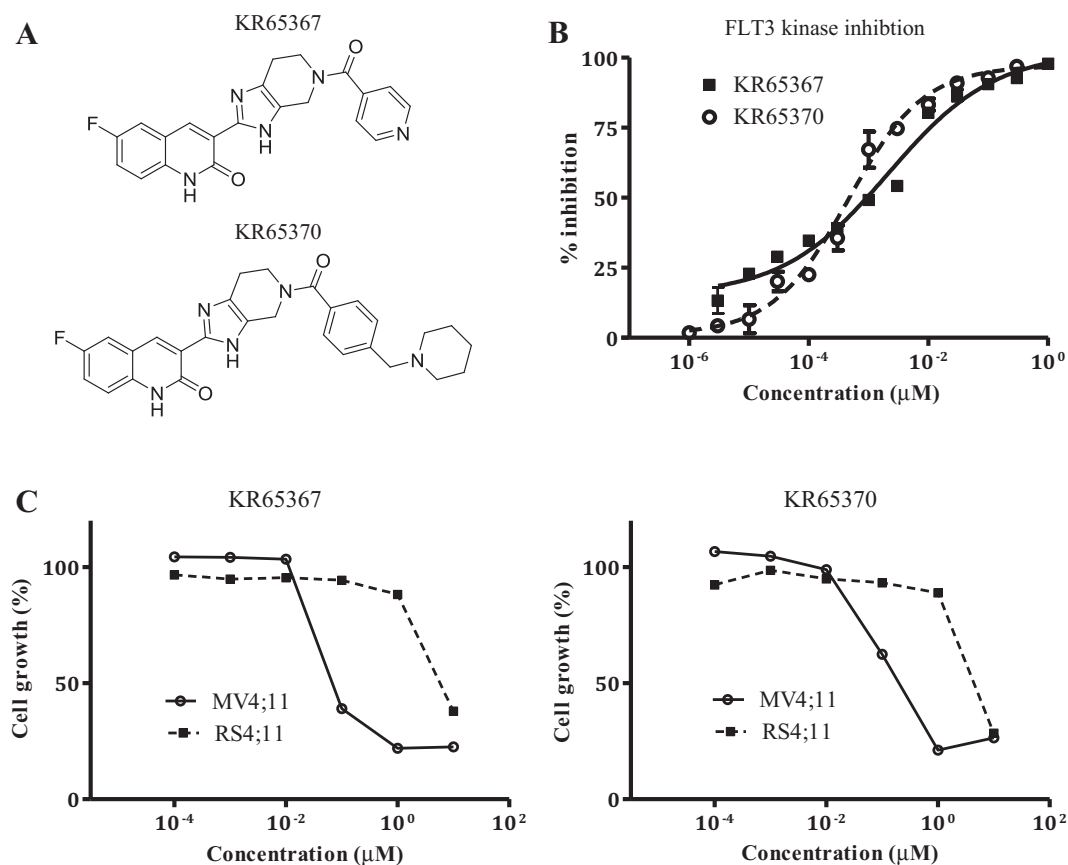 A
KR65367
O
N
N
F
N
H
N
N
H
O
KR65370
O
N
N
F
N
H
N
N
H
O
B
FLT3 kinase inhibtion
KR65367
KR65370
% inhibition
100
75
50
25
0
10⁻⁶ 10⁻⁴ 10⁻² 10⁰
Concentration (μM)
C
KR65367
Cell growth (%)
100
50
0
MV4;11
RS4;11
10⁻⁴ 10⁻² 10⁰ 10²
Concentration (μM)
KR65370
Cell growth (%)
100
50
0
MV4;11
RS4;11
10⁻⁴ 10⁻² 10⁰ 10²
Concentration (μM)